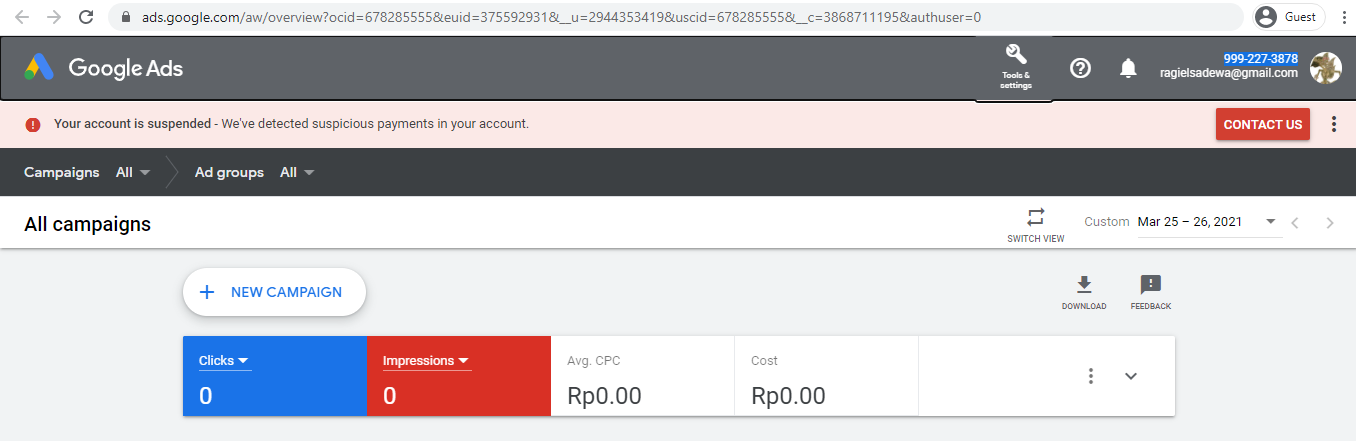 ads.google.com/aw/overview?ocid=678285555&euid=375592931&__u=2944353419&uscid=678285555&__c=3868711195&authuser=0
Guest
Google Ads
Tools &
settings
999-227-3878
ragielsadewa@gmail.com
Your account is suspended - We've detected suspicious payments in your account.
CONTACT US
Campaigns All Ad groups All
All campaigns
SWITCH VIEW
Custom Mar 25 – 26, 2021
NEW CAMPAIGN
DOWNLOAD
FEEDBACK
Clicks
0
Impressions
0
Avg. CPC
Rp0.00
Cost
Rp0.00